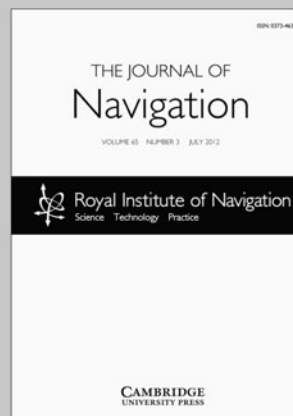 THE JOURNAL OF
Navigation
VOLUME 65 NUMBER 3 JULY 2012
Royal Institute of Navigation
Science Technology Practice
CAMBRIDGE
UNIVERSITY PRESS